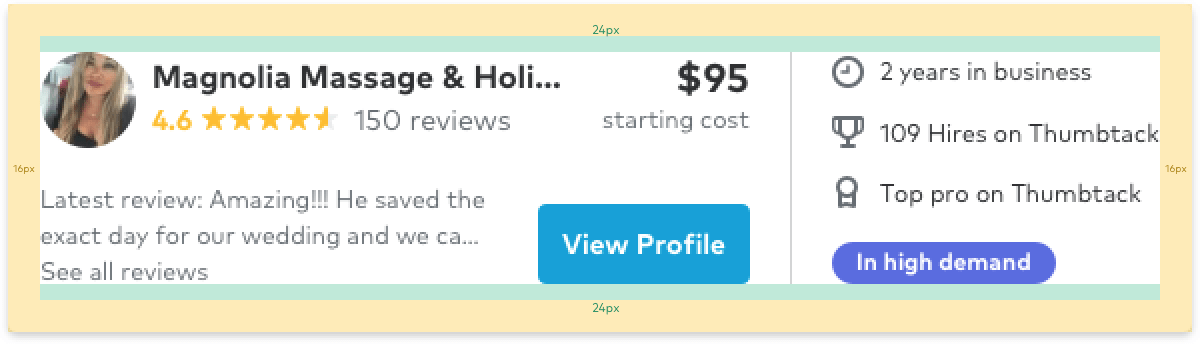 24px
Magnolia Massage & Holi...
4.6 150 reviews
$95
starting cost
Latest review: Amazing!!! He saved the
exact day for our wedding and we ca...
See all reviews
View Profile
2 years in business
109 Hires on Thumbtack
Top pro on Thumbtack
In high demand
16px
16px
24px